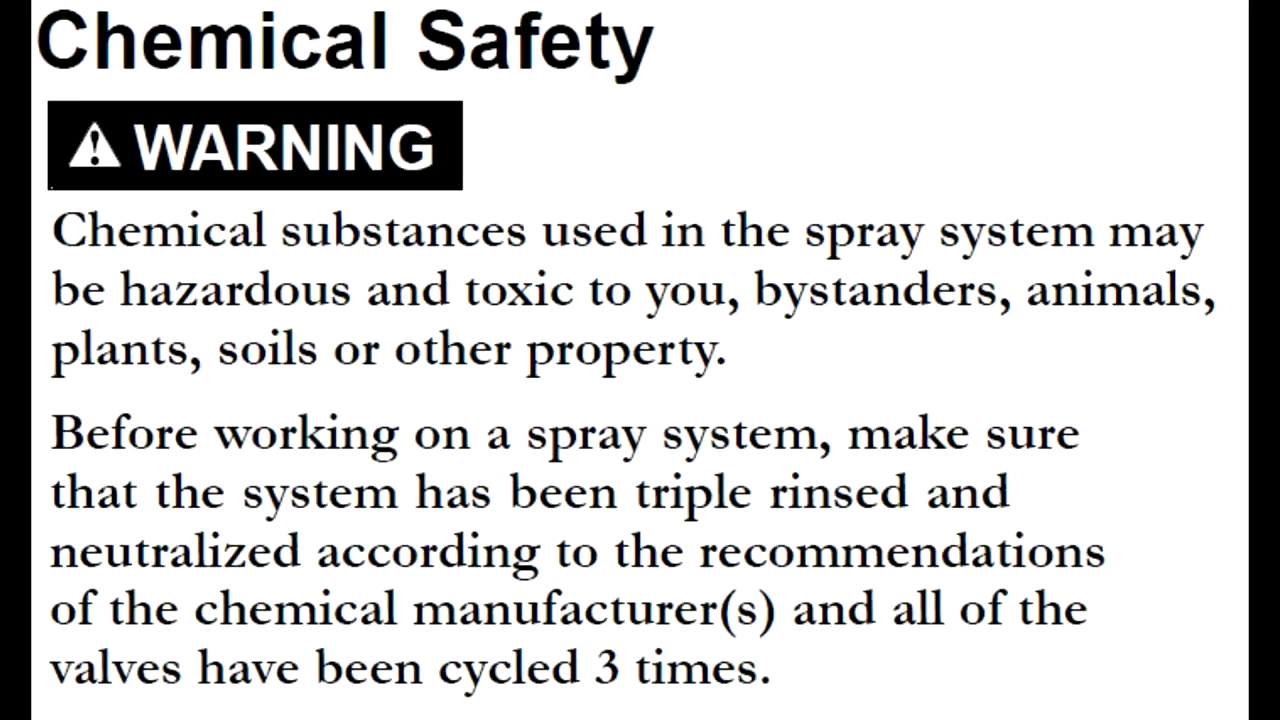 Chemical Safety
WARNING
Chemical substances used in the spray system may
be hazardous and toxic to you, bystanders, animals,
plants, soils or other property.
Before working on a spray system, make sure
that the system has been triple rinsed and
neutralized according to the recommendations
of the chemical manufacturer(s) and all of the
valves have been cycled 3 times.